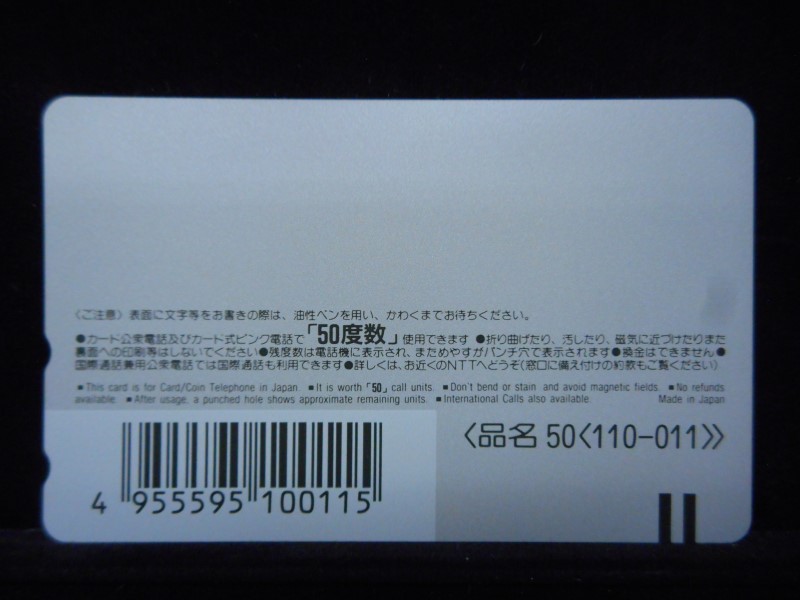 〈ご注意〉表面に文字等をお書きの際は、油性ペンを用い、かわくまでお待ちください。
●カード公衆電話及びカード式ピンク電話で「50度数」使用できます ●折り曲げたり、汚したり、磁気に近づけたりまた
裏面への印刷等はしないでください●残度数は電話機に表示され、まためやすがパンチ穴で表示されます●換金はできません●
国際通話兼用公衆電話では国際通話も利用できます●詳しくは、お近くのNTTへどうぞ(窓口に備え付けの約款もご覧ください)
■This card is for Card/Coin Telephone in Japan. ■It is worth「50」call units. ■Don't bend or stain and avoid magnetic fields. ■No refunds
available. ■After usage, a punched hole shows approximate remaining units. ■International Calls also available. Made in Japan
〈品名 50〈110-011〉〉
4 955595 100115